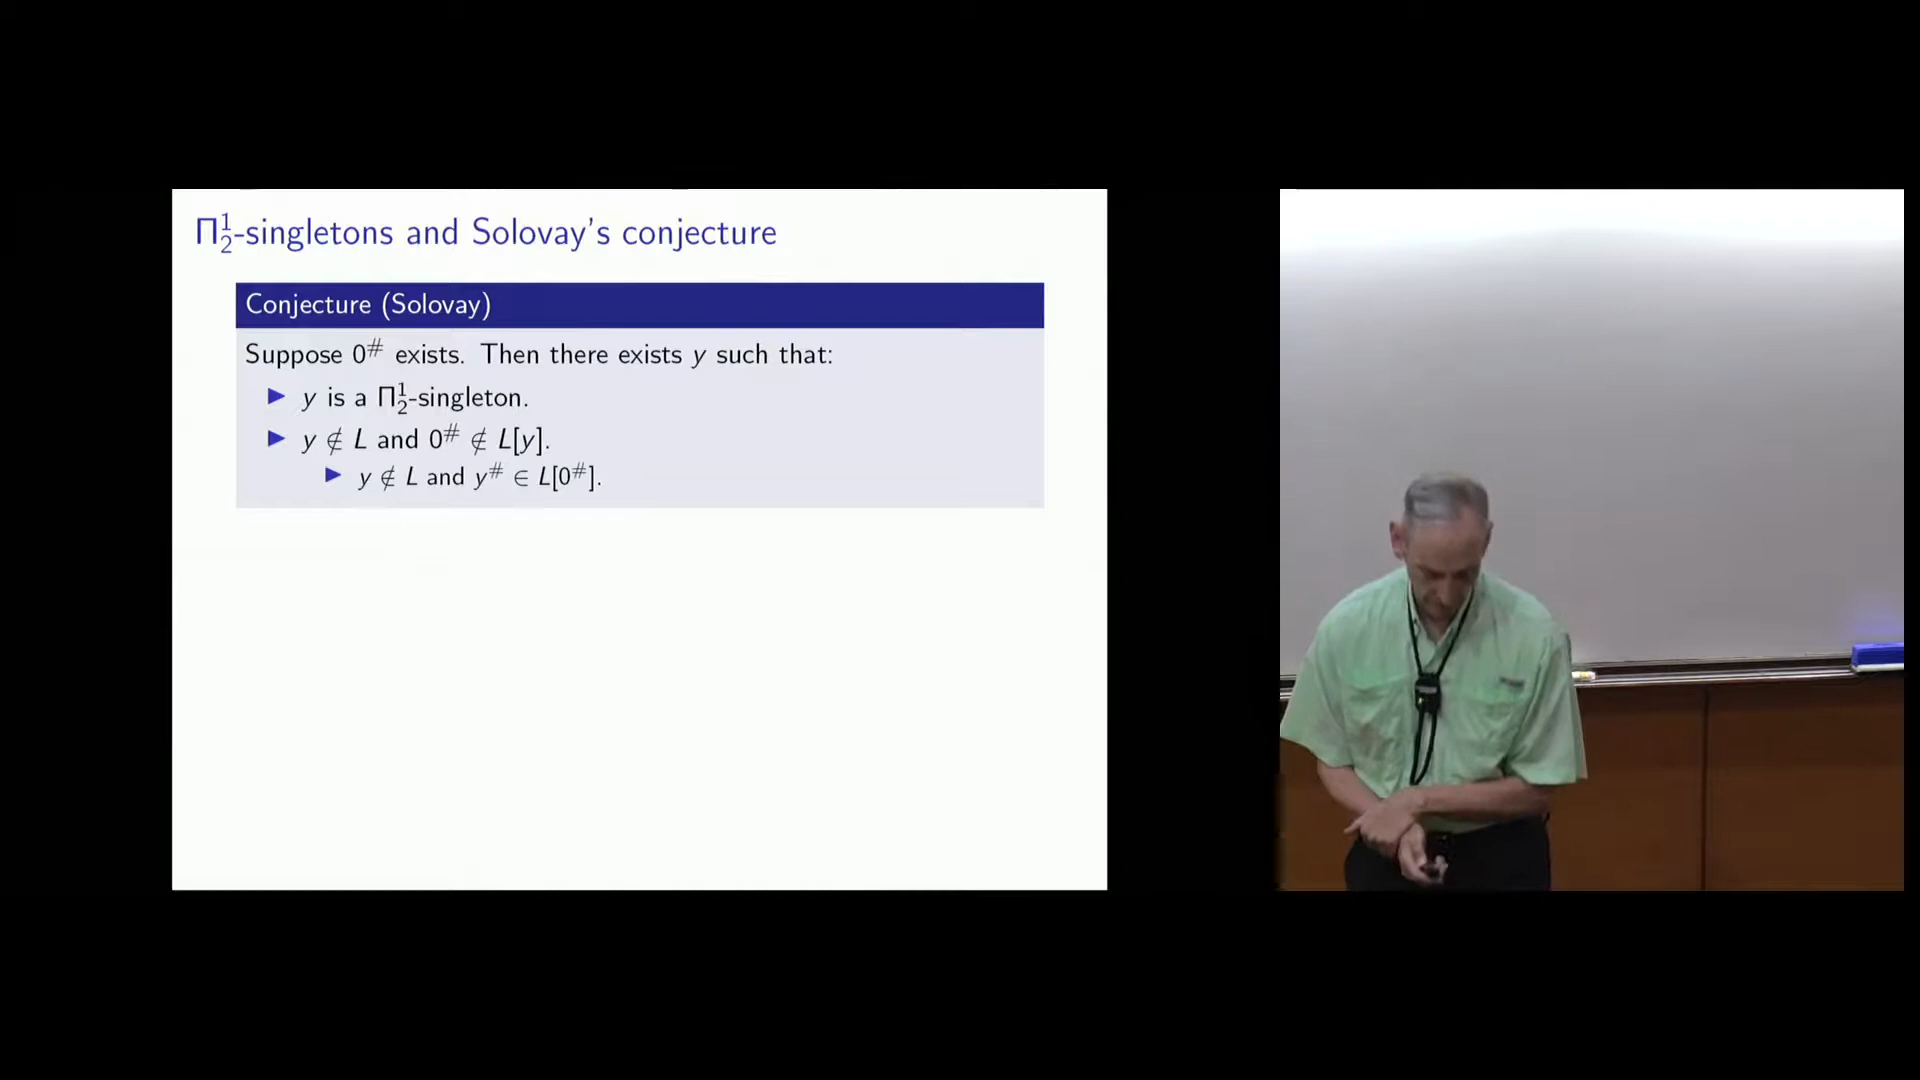 Π¹₂-singletons and Solovay's conjecture
Conjecture (Solovay)
Suppose 0^# exists. Then there exists y such that:
▶ y is a Π¹₂-singleton.
▶ y ∉ L and 0^# ∉ L[y].
▶ y ∉ L and y^# ∈ L[0^#].